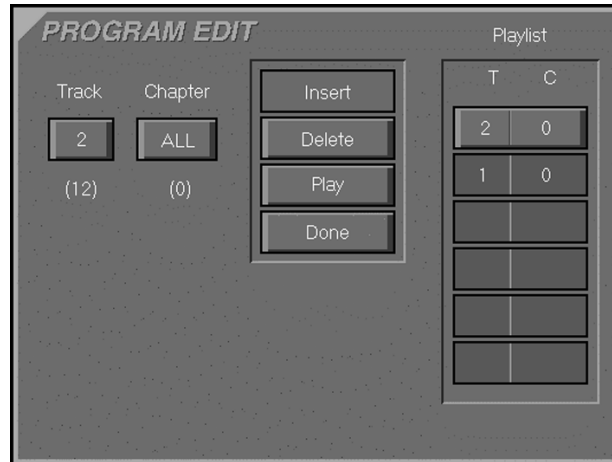 PROGRAM EDIT
Playlist
Track Chapter
2 ALL
(12) (0)
Insert
Delete
Play
Done
T C
2 0
1 0